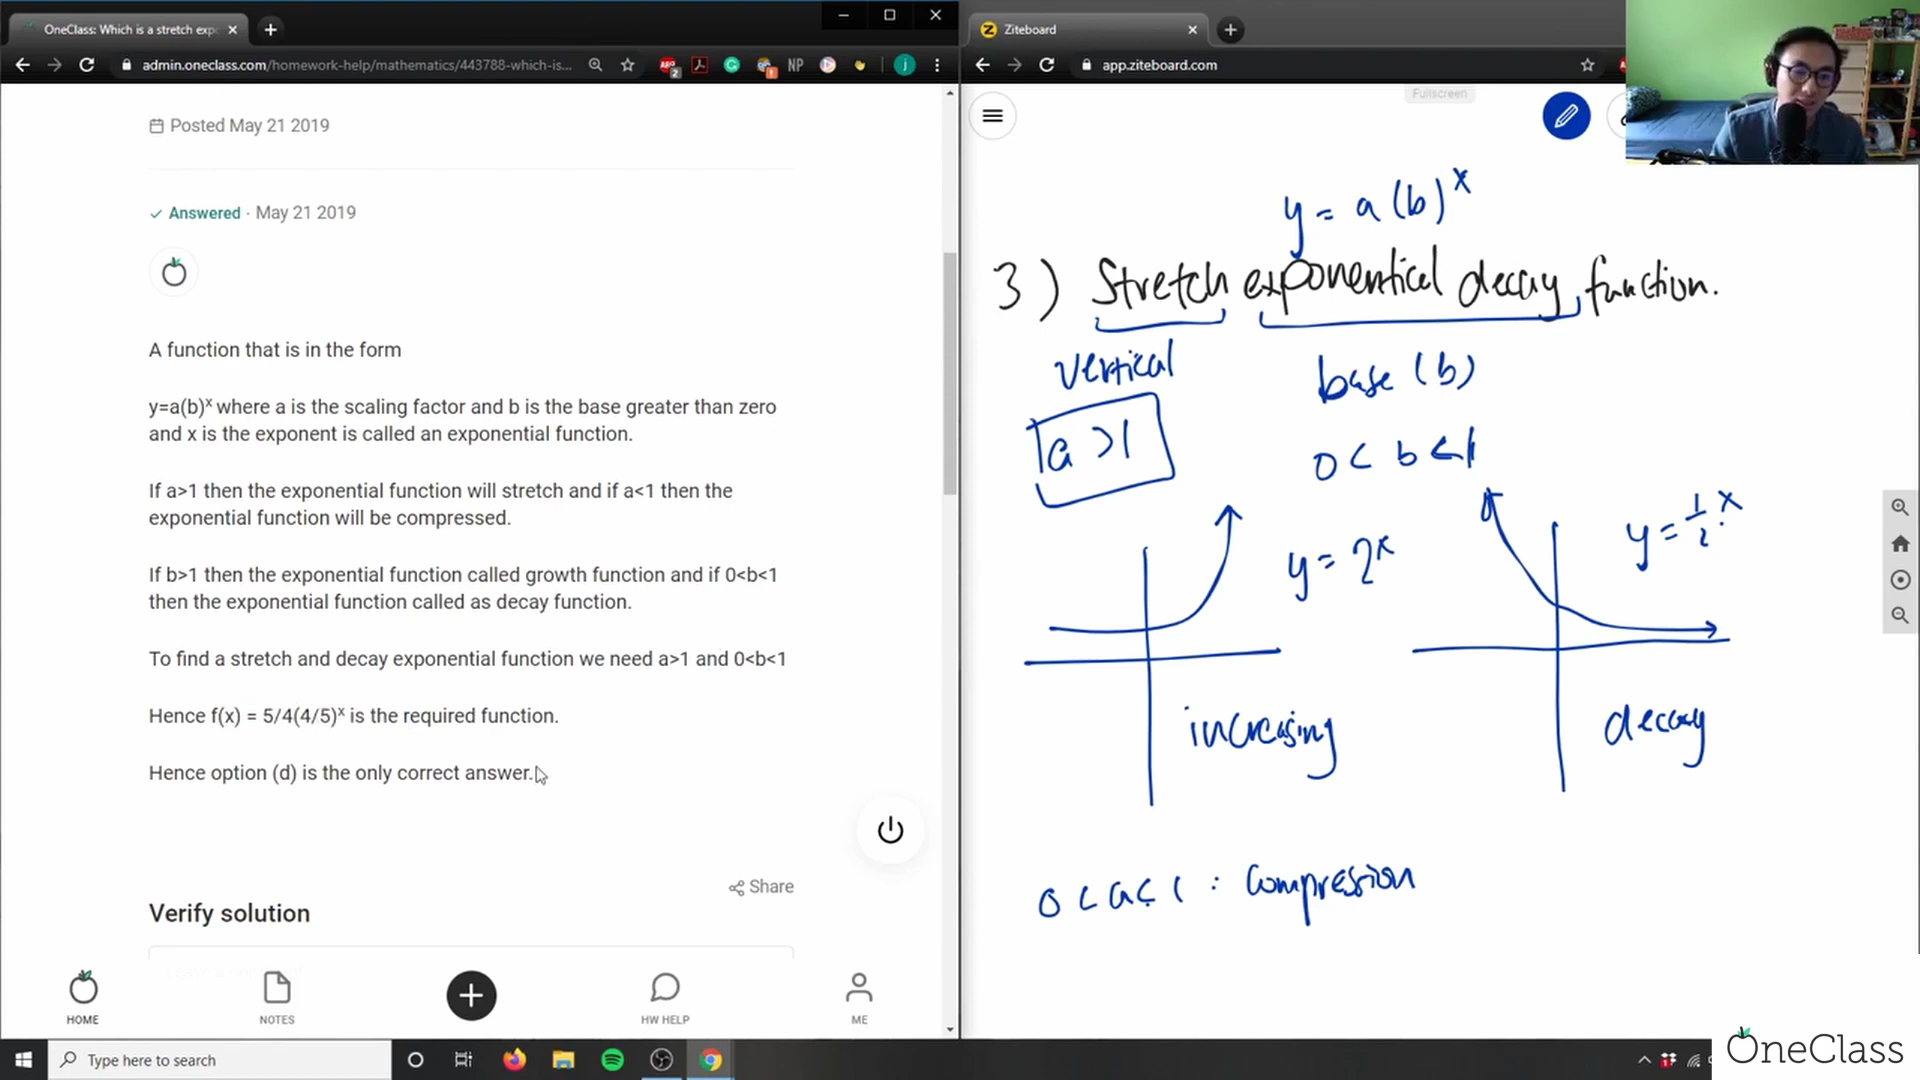 OneClass: Which is a stretch expo
admin.oneclass.com/homework-help/mathematics/443788-which-is...
2
!
NP
j
Posted May 21 2019
Answered · May 21 2019
A function that is in the form
y=a(b)ˣ where a is the scaling factor and b is the base greater than zero
and x is the exponent is called an exponential function.
If a>1 then the exponential function will stretch and if a<1 then the
exponential function will be compressed.
If b>1 then the exponential function called growth function and if 0<b<1
then the exponential function called as decay function.
To find a stretch and decay exponential function we need a>1 and 0<b<1
Hence f(x) = 5/4(4/5)ˣ is the required function.
Hence option (d) is the only correct answer.
Share
Verify solution
HOME
NOTES
HW HELP
ME
Type here to search
Ziteboard
app.ziteboard.com
Fullscreen
y = a (b)ˣ
3) Stretch exponential decay function.
vertical
base (b)
a > 1
0 < b < 1
y = 2ˣ
y = 1/2ˣ
increasing
decay
0 < a < 1 : compression
OneClass